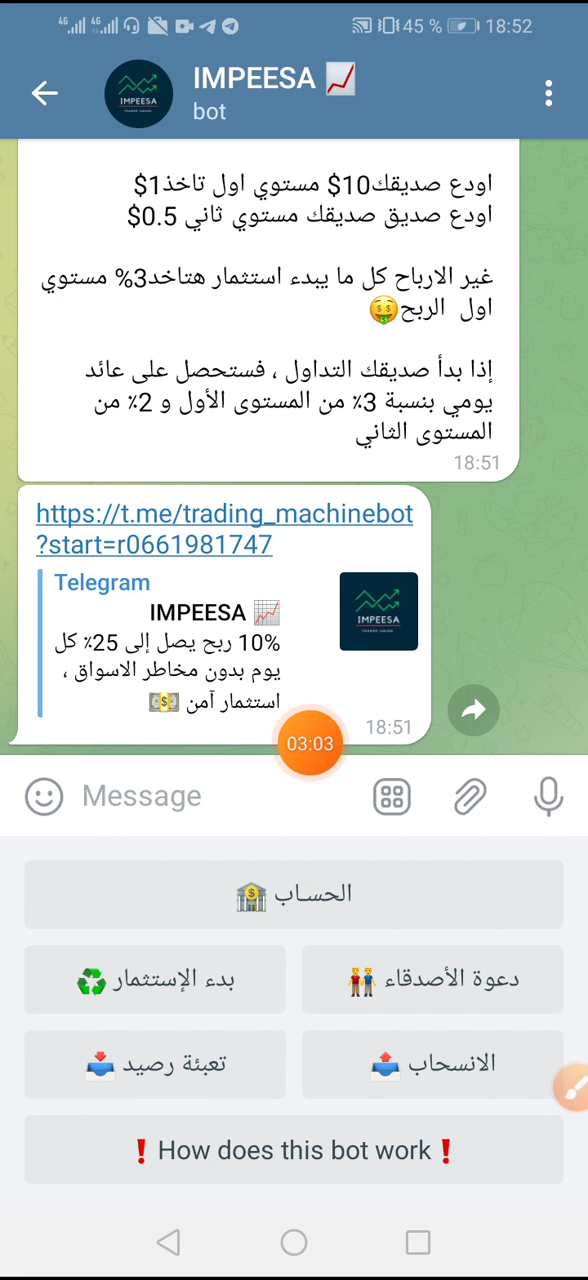 4G 4G 45 % 18:52
IMPEESA
bot
IMPEESA
اودع صديقك10$ مستوي اول تاخذ1$
اودع صديق صديقك مستوي ثاني 0.5$
غير الارباح كل ما يبدء استثمار هتاخد3% مستوي
اول الربح🤑
إذا بدأ صديقك التداول ، فستحصل على عائد
يومي بنسبة 3٪ من المستوى الأول و 2٪ من
المستوى الثاني
18:51
https://t.me/trading_machinebot
?start=r0661981747
Telegram
IMPEESA 📈
10% ربح يصل إلى 25٪ كل
يوم بدون مخاطر الاسواق ،
استثمار آمن 💵
IMPEESA
18:51
03:03
Message
الحساب 🏦
دعوة الأصدقاء 👬
بدء الإستثمار ♻️
الانسحاب 📤
تعبئة رصيد 📥
❗ How does this bot work ❗